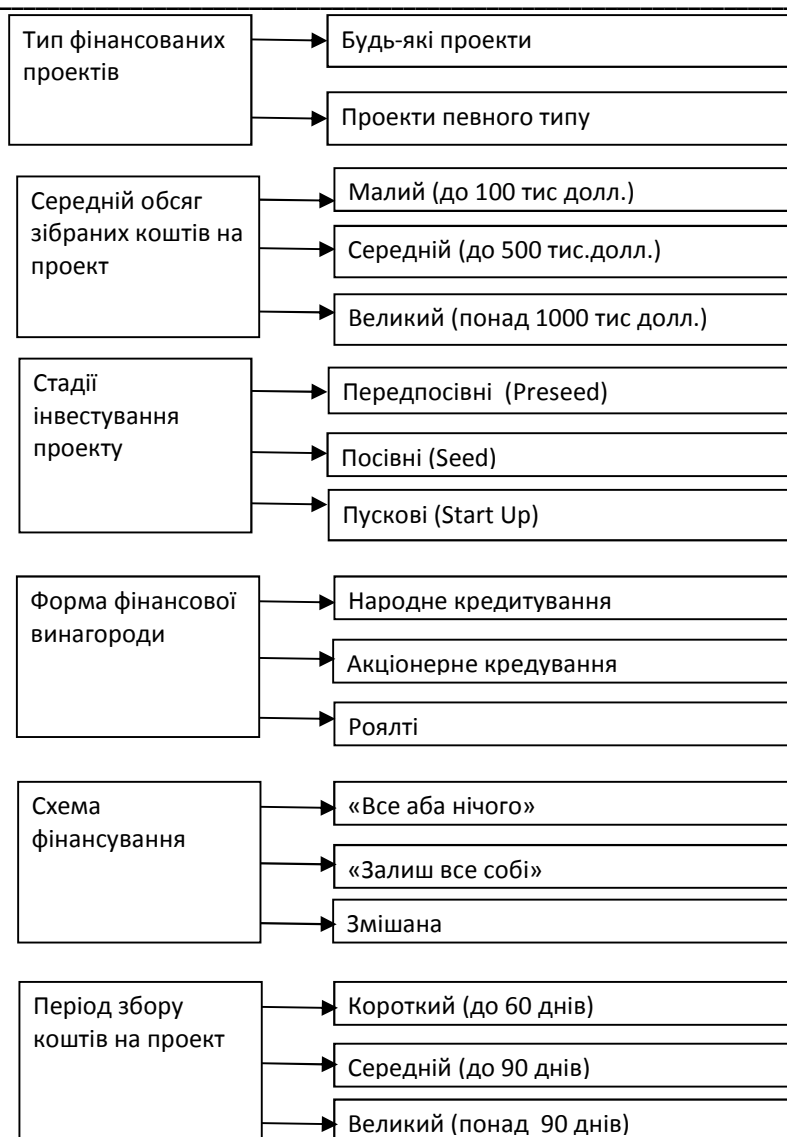 Тип фінансованих
проектів
Будь-які проекти
Проекти певного типу
Середній обсяг
зібраних коштів на
проект
Малий (до 100 тис долл.)
Середній (до 500 тис.долл.)
Великий (понад 1000 тис долл.)
Стадії
інвестування
проекту
Передпосівні (Preseed)
Посівні (Seed)
Пускові (Start Up)
Форма фінансової
винагороди
Народне кредитування
Акціонерне кредування
Роялті
Схема
фінансування
«Все аба нічого»
«Залиш все собі»
Змішана
Період збору
коштів на проект
Короткий (до 60 днів)
Середній (до 90 днів)
Великий (понад 90 днів)